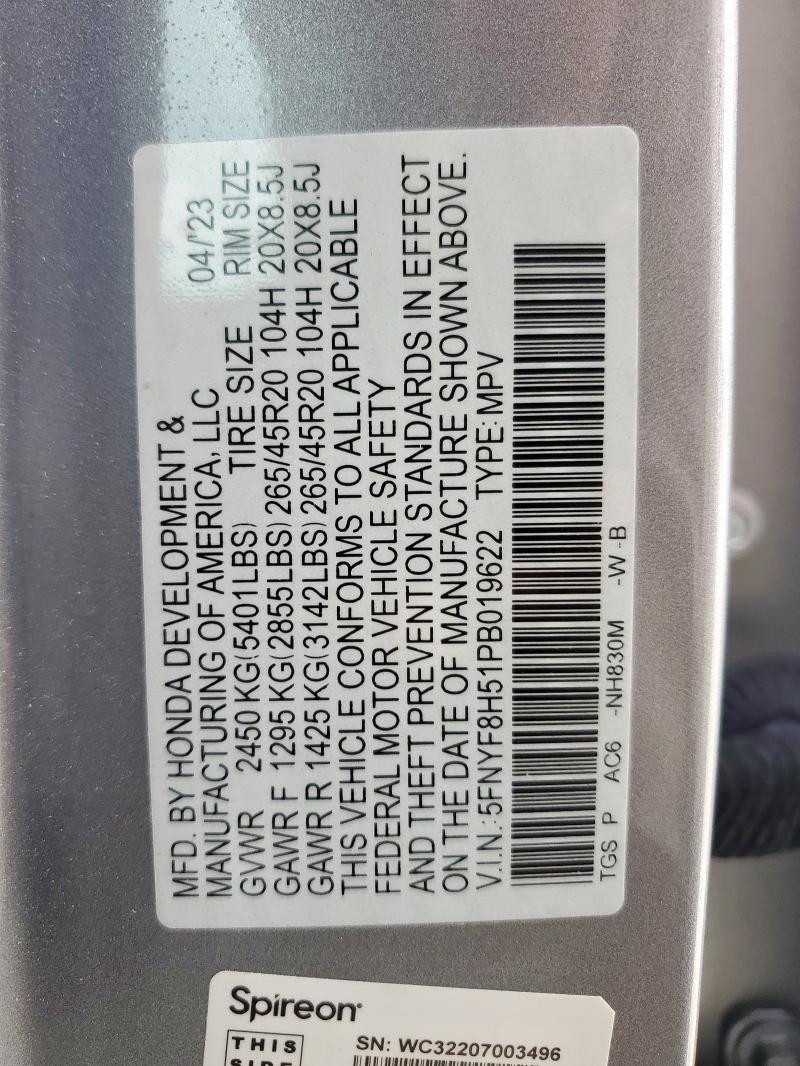 MFD. BY HONDA DEVELOPMENT & 04/'23
MANUFACTURING OF AMERICA, LLC RIM SIZE
GVWR 2450 KG(5401LBS) TIRE SIZE
GAWR F 1295 KG(2855LBS) 265/45R20 104H 20X8.5J
GAWR R 1425 KG(3142LBS) 265/45R20 104H 20X8.5J
THIS VEHICLE CONFORMS TO ALL APPLICABLE
FEDERAL MOTOR VEHICLE SAFETY
AND THEFT PREVENTION STANDARDS IN EFFECT
ON THE DATE OF MANUFACTURE SHOWN ABOVE.
V.I.N.: 5FNYF8H51PB019622 TYPE: MPV
TGS P AC6 -NH830M -W -B
Spireon
THIS
SIDE
SN: WC32207003496